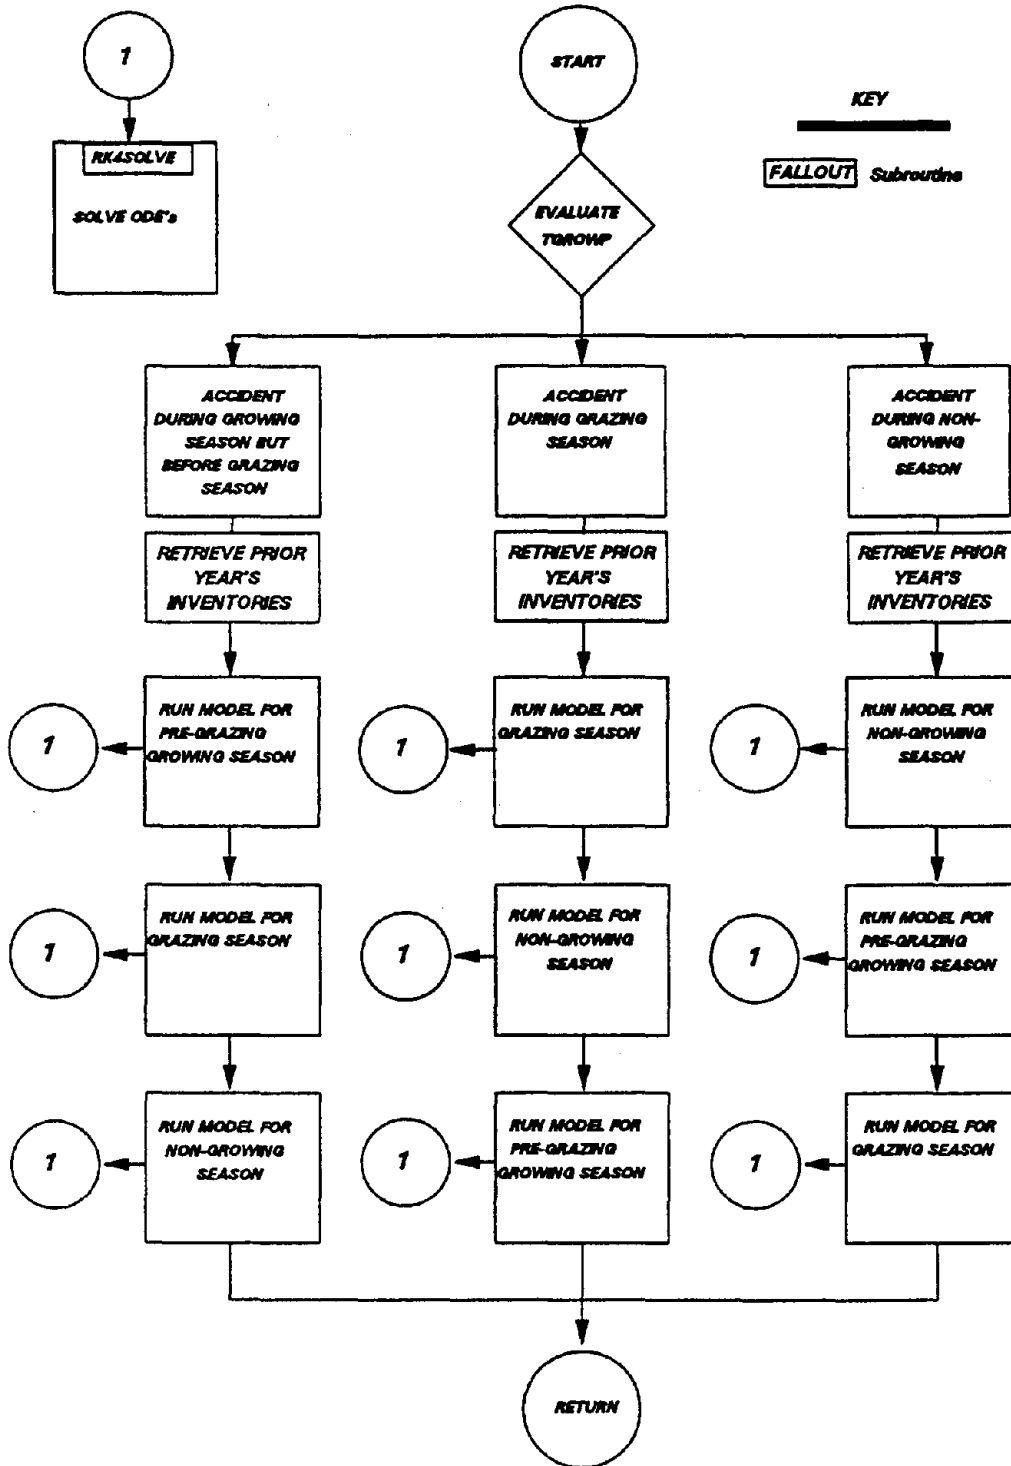 1
START
KEY
RK4SOLVE
SOLVE ODE's
FALLOUT Subroutine
EVALUATE
TGROWP
ACCIDENT
DURING GROWING
SEASON BUT
BEFORE GRAZING
SEASON
ACCIDENT
DURING GRAZING
SEASON
ACCIDENT
DURING NON-
GROWING
SEASON
RETRIEVE PRIOR
YEAR'S
INVENTORIES
RETRIEVE PRIOR
YEAR'S
INVENTORIES
RETRIEVE PRIOR
YEAR'S
INVENTORIES
1
RUN MODEL FOR
PRE-GRAZING
GROWING SEASON
1
RUN MODEL FOR
GRAZING SEASON
1
RUN MODEL FOR
NON-GROWING
SEASON
1
RUN MODEL FOR
GRAZING SEASON
1
RUN MODEL FOR
NON-GROWING
SEASON
1
RUN MODEL FOR
PRE-GRAZING
GROWING SEASON
1
RUN MODEL FOR
NON-GROWING
SEASON
1
RUN MODEL FOR
PRE-GRAZING
GROWING SEASON
1
RUN MODEL FOR
GRAZING SEASON
RETURN